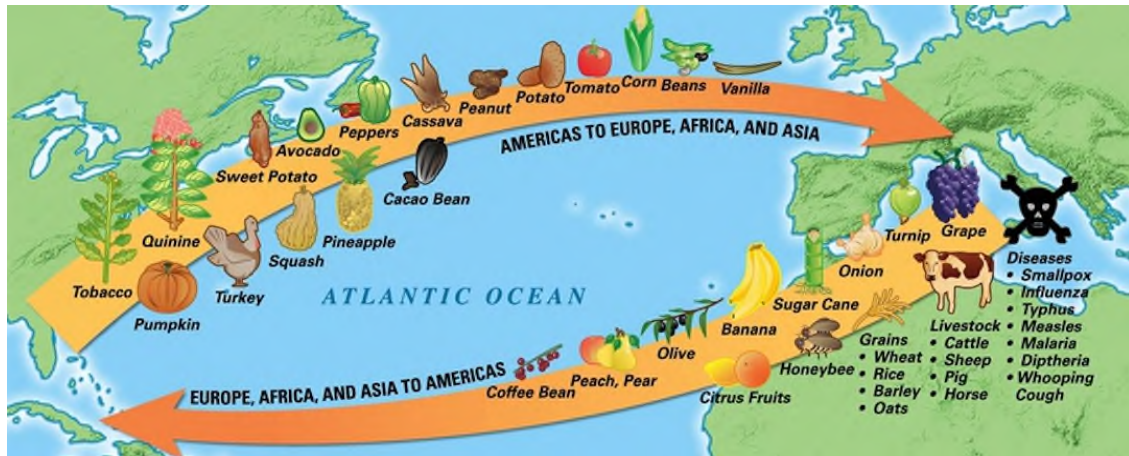 Tobacco
Quinine
Sweet Potato
Avocado
Peppers
Cassava
Peanut
Potato
Tomato
Corn
Beans
Vanilla
AMERICAS TO EUROPE, AFRICA, AND ASIA
Pumpkin
Turkey
Squash
Pineapple
Cacao Bean
ATLANTIC OCEAN
EUROPE, AFRICA, AND ASIA TO AMERICAS
Coffee Bean
Peach, Pear
Olive
Banana
Citrus Fruits
Sugar Cane
Honeybee
Onion
Turnip
Grape
Grains
• Wheat
• Rice
• Barley
• Oats
Livestock
• Cattle
• Sheep
• Pig
• Horse
Diseases
• Smallpox
• Influenza
• Typhus
• Measles
• Malaria
• Diptheria
• Whooping
Cough